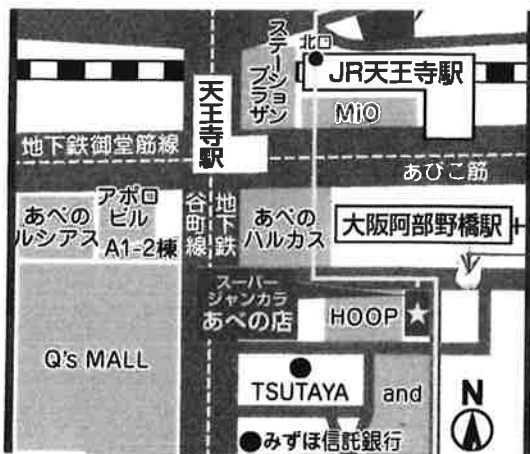 ステーション
プラザ
北口
JR天王寺駅
MiO
天王寺駅
地下鉄御堂筋線
あびこ筋
あべの
ルシアス
アポロ
ビル
A1-2棟
谷町線
地下鉄
あべの
ハルカス
大阪阿部野橋駅
スーパー
ジャンカラ
あべの店
HOOP
Q's MALL
TSUTAYA
and
N
みずほ信託銀行